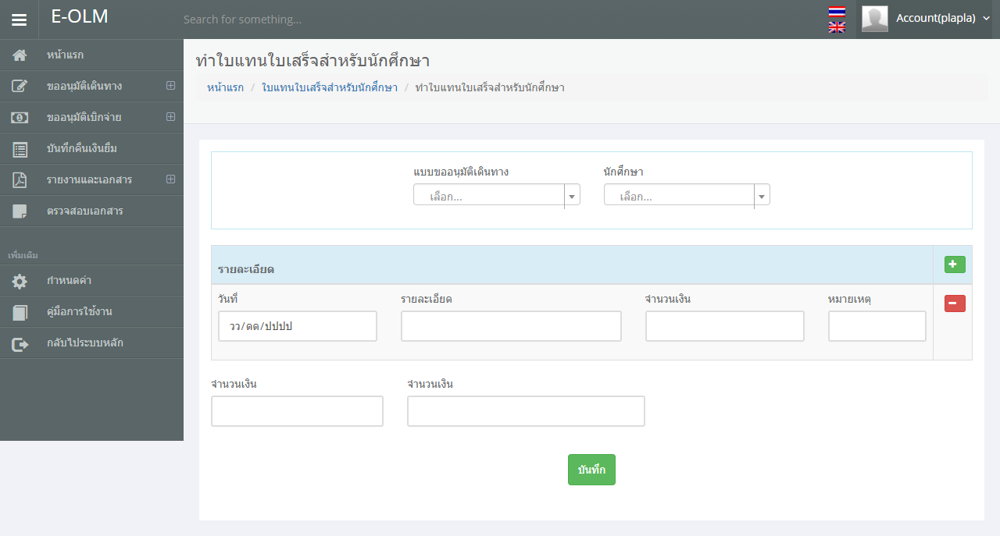 E-OLM
Search for something...
Account(plapla)
หน้าแรก
ขออนุมัติเดินทาง
ขออนุมัติเบิกจ่าย
บันทึกคืนเงินยืม
รายงานและเอกสาร
ตรวจสอบเอกสาร
เพิ่มเติม
กำหนดค่า
คู่มือการใช้งาน
กลับไประบบหลัก
ทำใบแทนใบเสร็จสำหรับนักศึกษา
หน้าแรก / ใบแทนใบเสร็จสำหรับนักศึกษา / ทำใบแทนใบเสร็จสำหรับนักศึกษา
แบบขออนุมัติเดินทาง นักศึกษา
เลือก... เลือก...
รายละเอียด
วันที่ รายละเอียด จำนวนเงิน หมายเหตุ
วว/ดด/ปปปป
จำนวนเงิน จำนวนเงิน
บันทึก